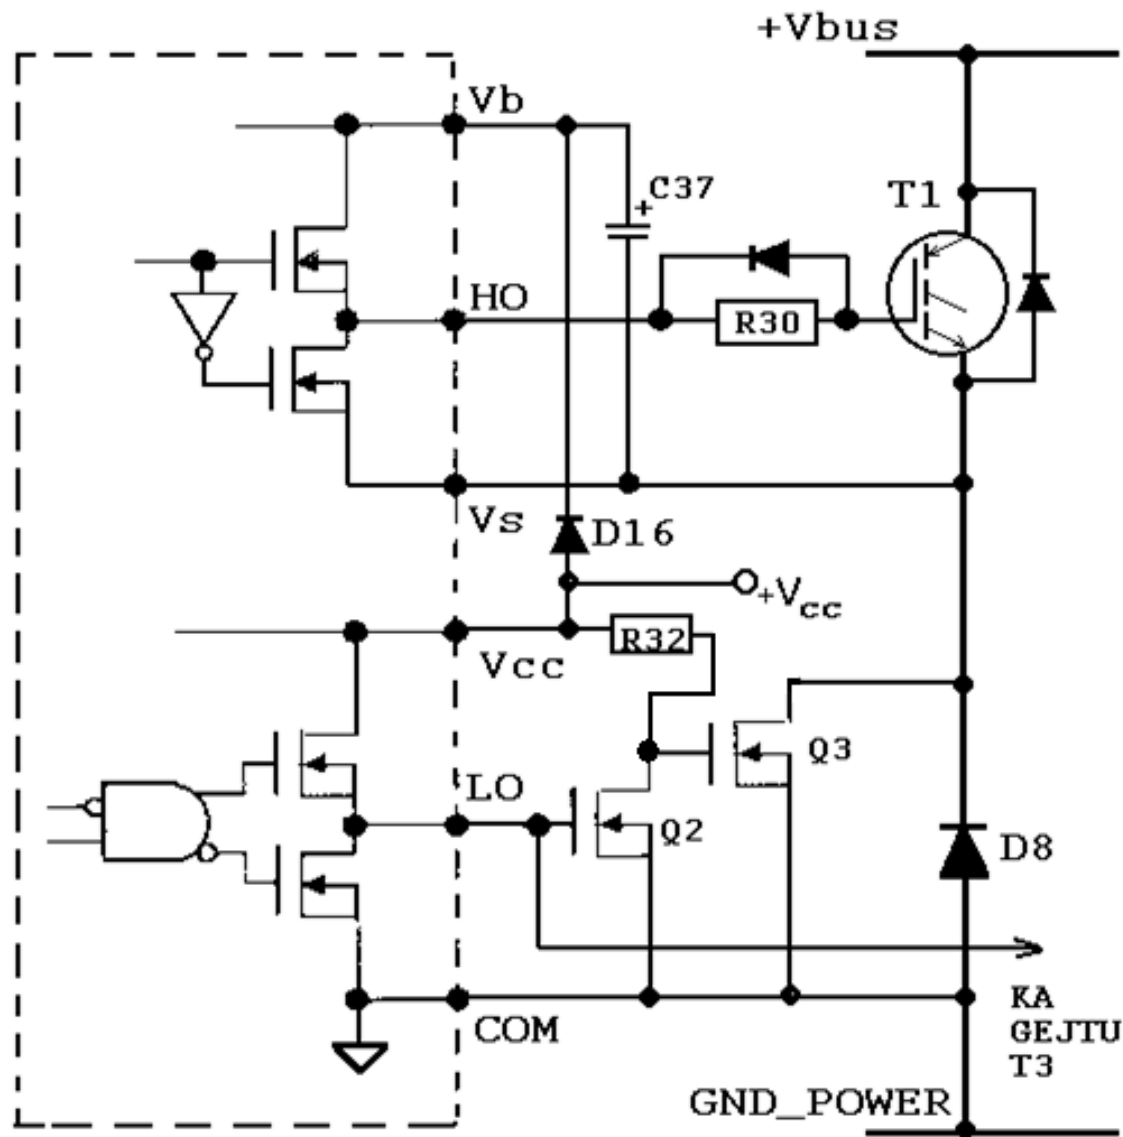 +Vbus
Vb
+ C37
T1
HO
R30
Vs
D16
+Vcc
R32
Vcc
Q3
LO
Q2
D8
KA
GEJTU
T3
COM
GND_POWER